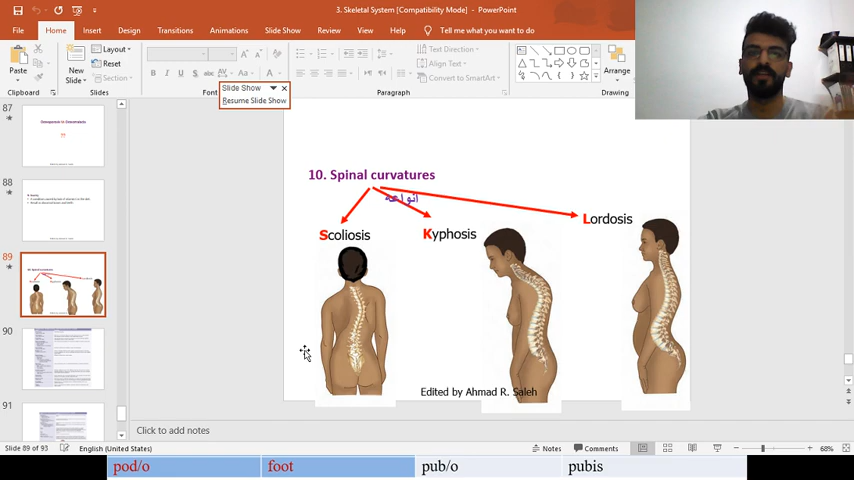 3. Skeletal System [Compatibility Mode] - PowerPoint
File Home Insert Design Transitions Animations Slide Show Review View Tell me what you want to do
Paste
New
Slide
Layout
Reset
Section
Text Direction
Align Text
Convert to SmartArt
Arrange
Clipboard Slides Font Paragraph Drawing
Slide Show
Resume Slide Show
87
88
89
90
91
10. Spinal curvatures
انواعه
Scoliosis
Kyphosis
Lordosis
Edited by Ahmad R. Saleh
Click to add notes
Slide 89 of 93 English (United States) Notes Comments 68%
pod/o foot pub/o pubis